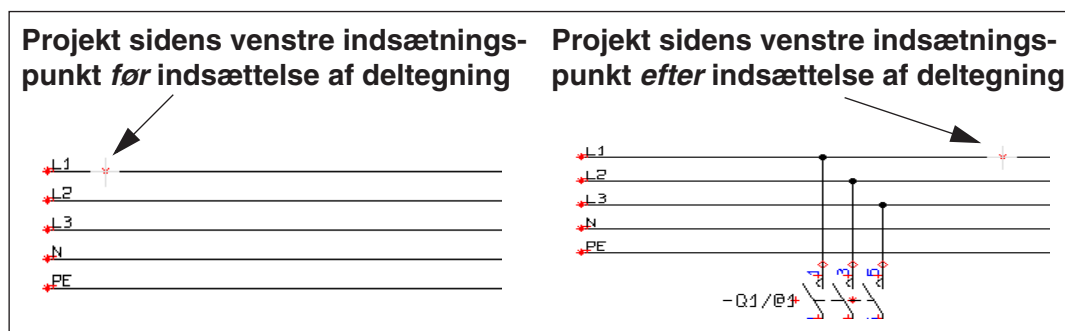 Projekt sidens venstre indsætnings-
punkt før indsættelse af deltegning
L1
L2
L3
N
PE
Projekt sidens venstre indsætnings-
punkt efter indsættelse af deltegning
L1
L2
L3
N
PE
1 3 5
-Q1/@1